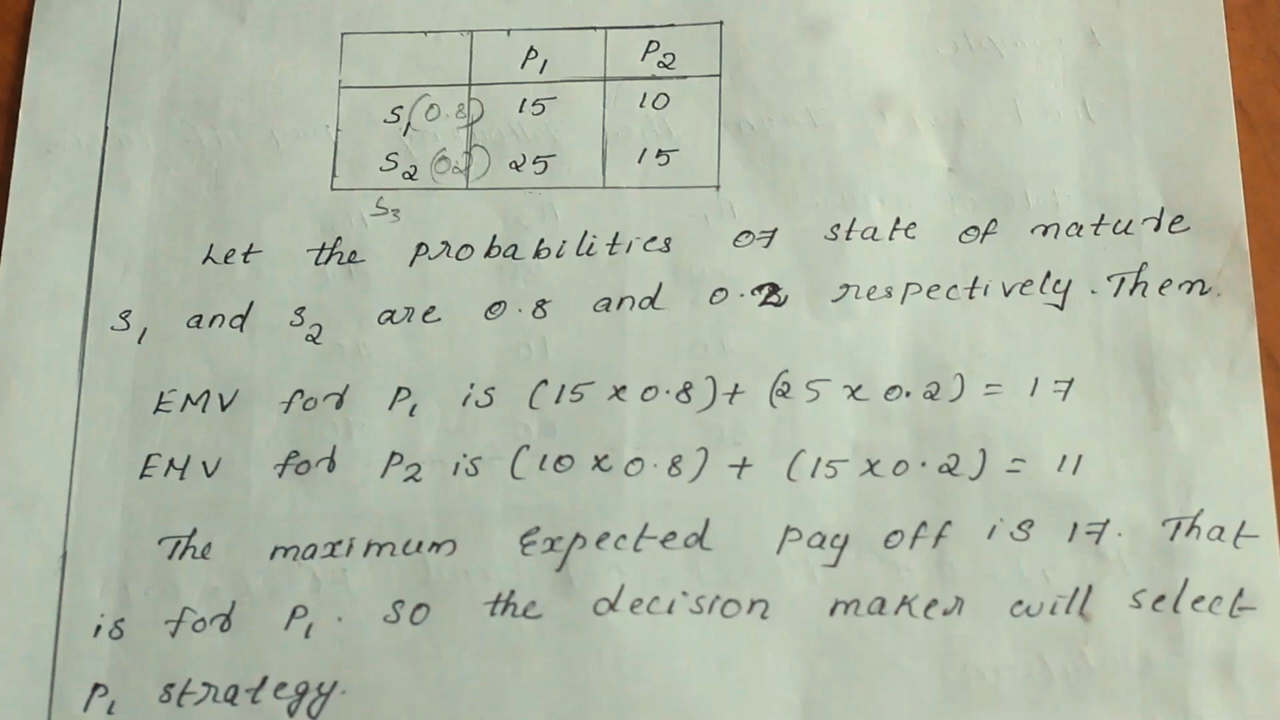 P1 P2
S1(0.8) 15 10
S2(0.2) 25 15
S3
Let the probabilities of state of nature
S1 and S2 are 0.8 and 0.2 respectively. Then.
EMV for P1 is (15 x 0.8) + (25 x 0.2) = 17
EMV for P2 is (10 x 0.8) + (15 x 0.2) = 11
The maximum Expected pay off is 17. That
is for P1. so the decision maker will select
P1 strategy.